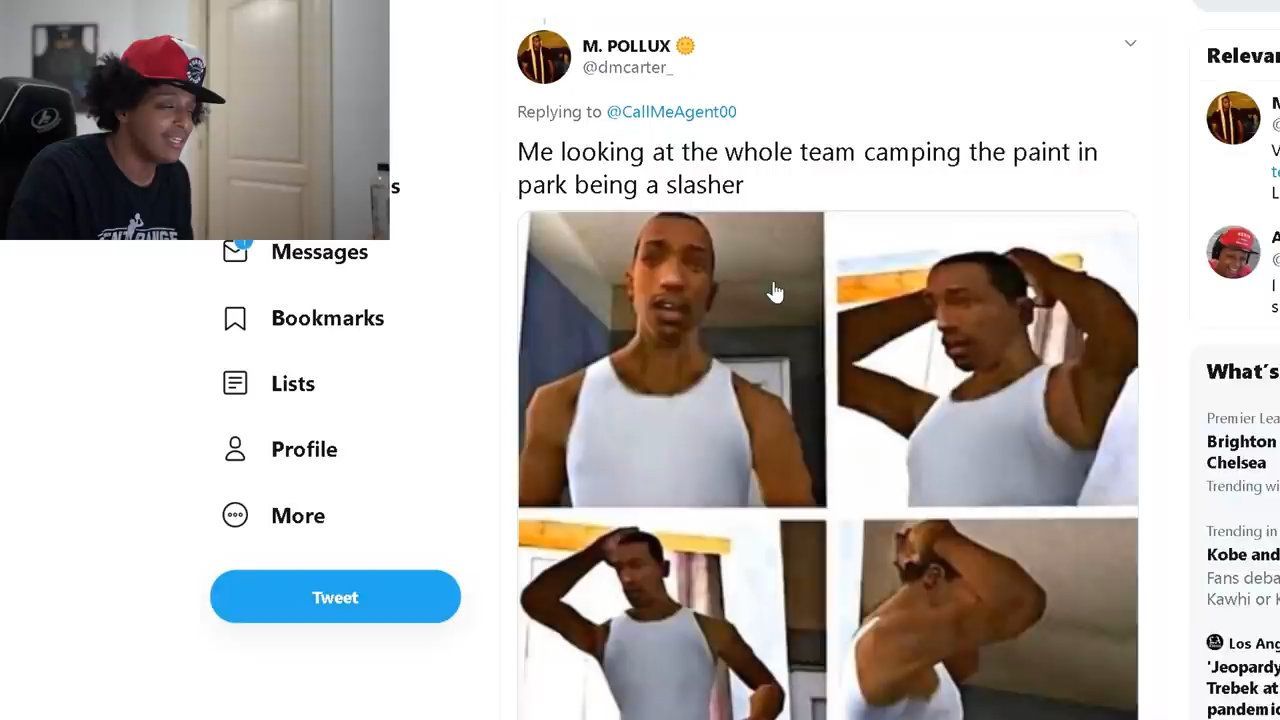 M. POLLUX
@dmcarter_
Replying to @CallMeAgent00
Me looking at the whole team camping the paint in
park being a slasher
Messages
Bookmarks
Lists
Profile
More
Tweet
Relevan
M
@
V
te
L
A
@
I
s
What's
Premier Lea
Brighton
Chelsea
Trending wi
Trending in
Kobe and
Fans deba
Kawhi or K
Los Ang
'Jeopardy
Trebek at
pandemic